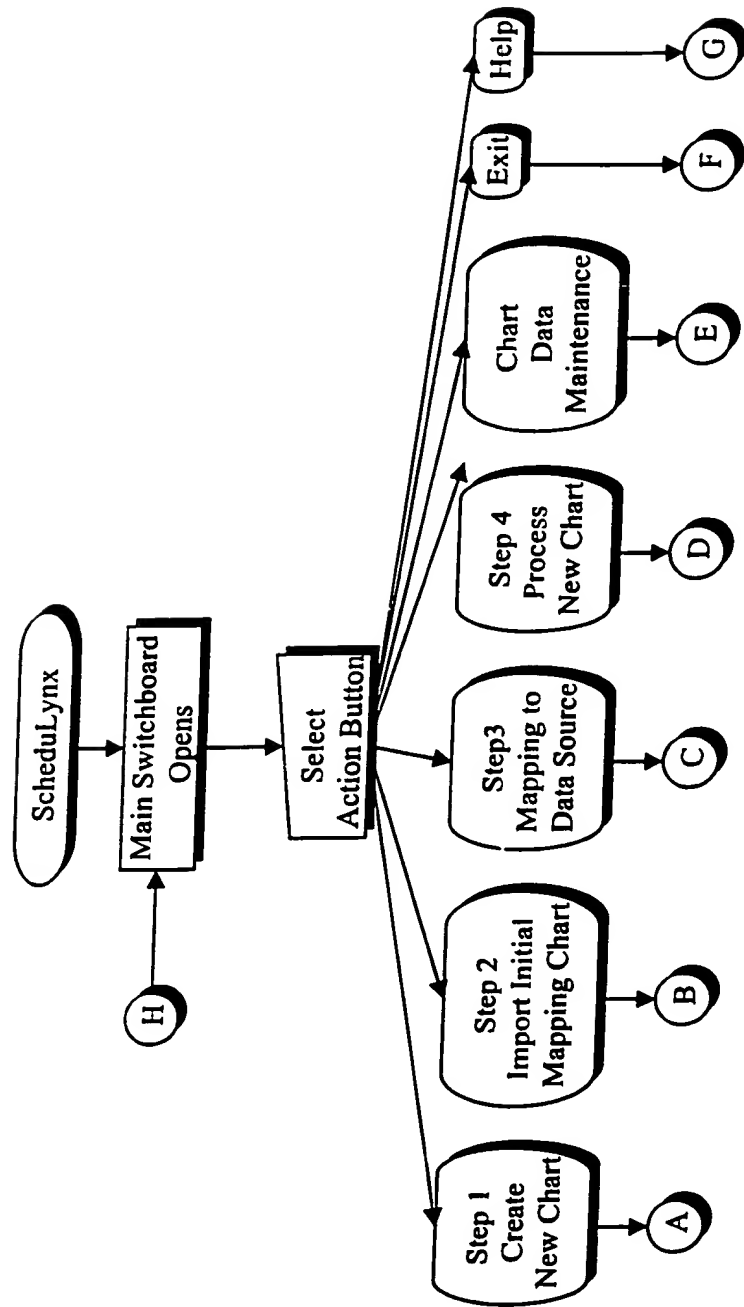 ScheduLynx
H
Main Switchboard
Opens
Select
Action Button
Step 1
Create
New Chart
Step 2
Import Initial
Mapping Chart
Step3
Mapping to
Data Source
Step 4
Process
New Chart
Chart
Data
Maintenance
Exit
Help
A
B
C
D
E
F
G